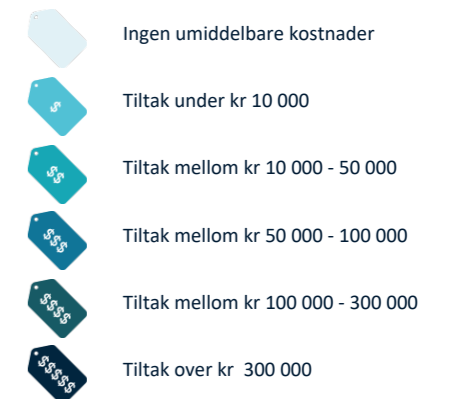 Ingen umiddelbare kostnader
$
Tiltak under kr 10 000
$$
Tiltak mellom kr 10 000 - 50 000
$$$
Tiltak mellom kr 50 000 - 100 000
$$$$
Tiltak mellom kr 100 000 - 300 000
$$$$$
Tiltak over kr  300 000